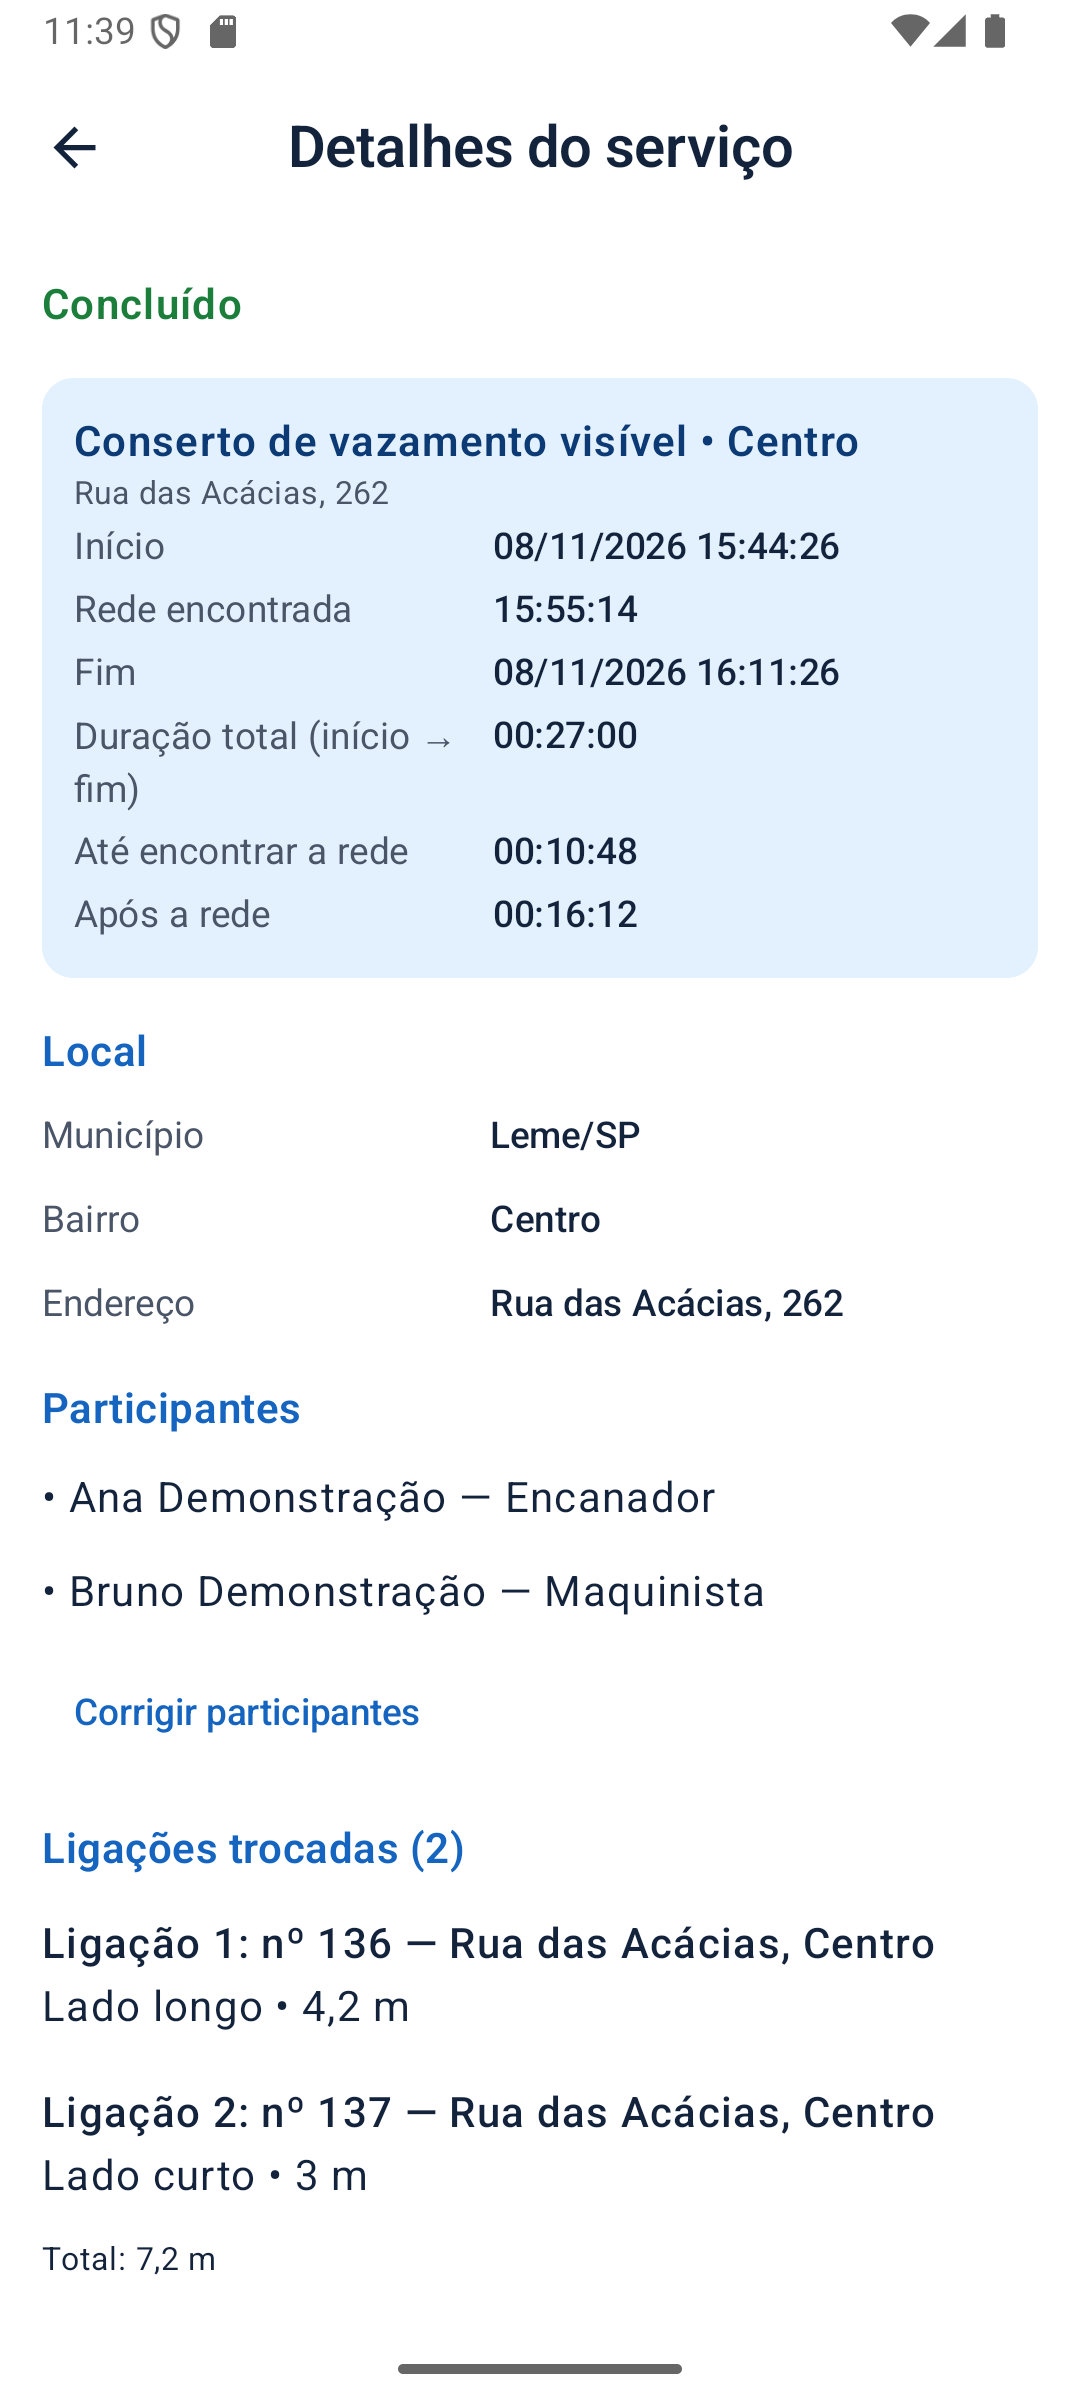 11:39
Detalhes do serviço
Concluído
Conserto de vazamento visível • Centro
Rua das Acácias, 262
Início 08/11/2026 15:44:26
Rede encontrada 15:55:14
Fim 08/11/2026 16:11:26
Duração total (início → 00:27:00
fim)
Até encontrar a rede 00:10:48
Após a rede 00:16:12
Local
Município Leme/SP
Bairro Centro
Endereço Rua das Acácias, 262
Participantes
• Ana Demonstração — Encanador
• Bruno Demonstração — Maquinista
Corrigir participantes
Ligações trocadas (2)
Ligação 1: nº 136 — Rua das Acácias, Centro
Lado longo • 4,2 m
Ligação 2: nº 137 — Rua das Acácias, Centro
Lado curto • 3 m
Total: 7,2 m